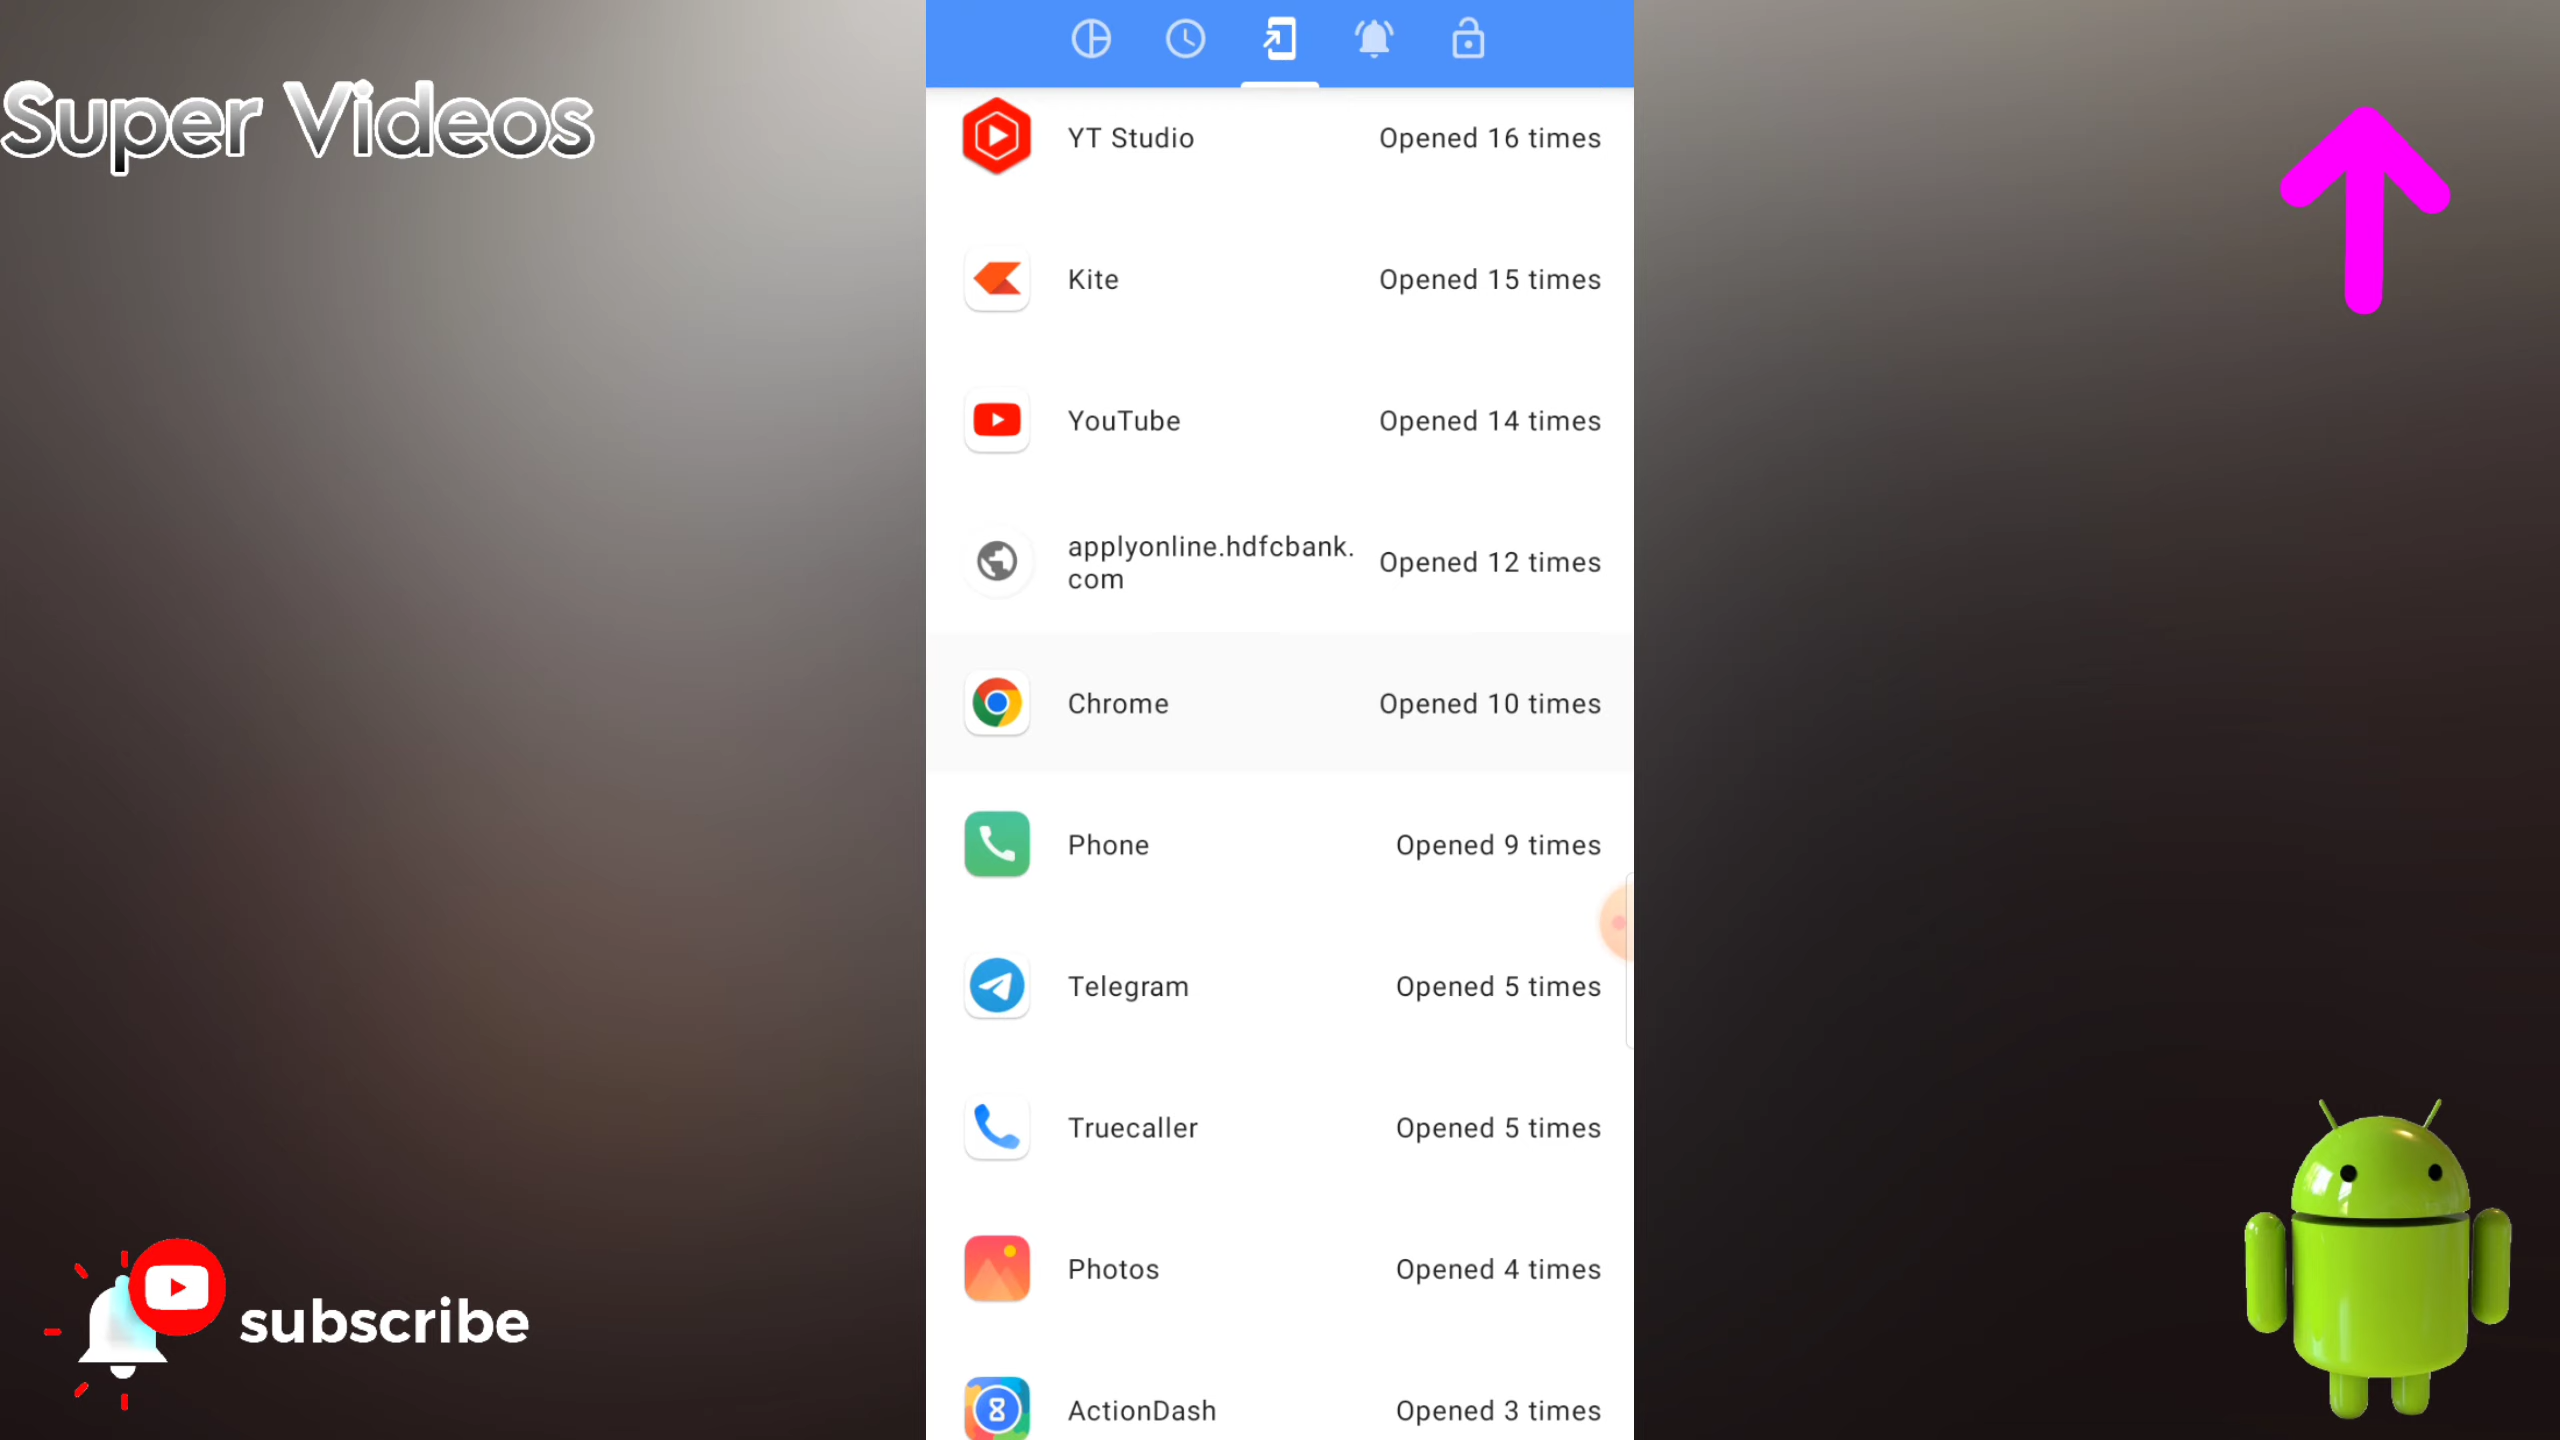 Super Videos
YT Studio Opened 16 times
Kite Opened 15 times
YouTube Opened 14 times
applyonline.hdfcbank.
com Opened 12 times
Chrome Opened 10 times
Phone Opened 9 times
Telegram Opened 5 times
Truecaller Opened 5 times
Photos Opened 4 times
ActionDash Opened 3 times
subscribe